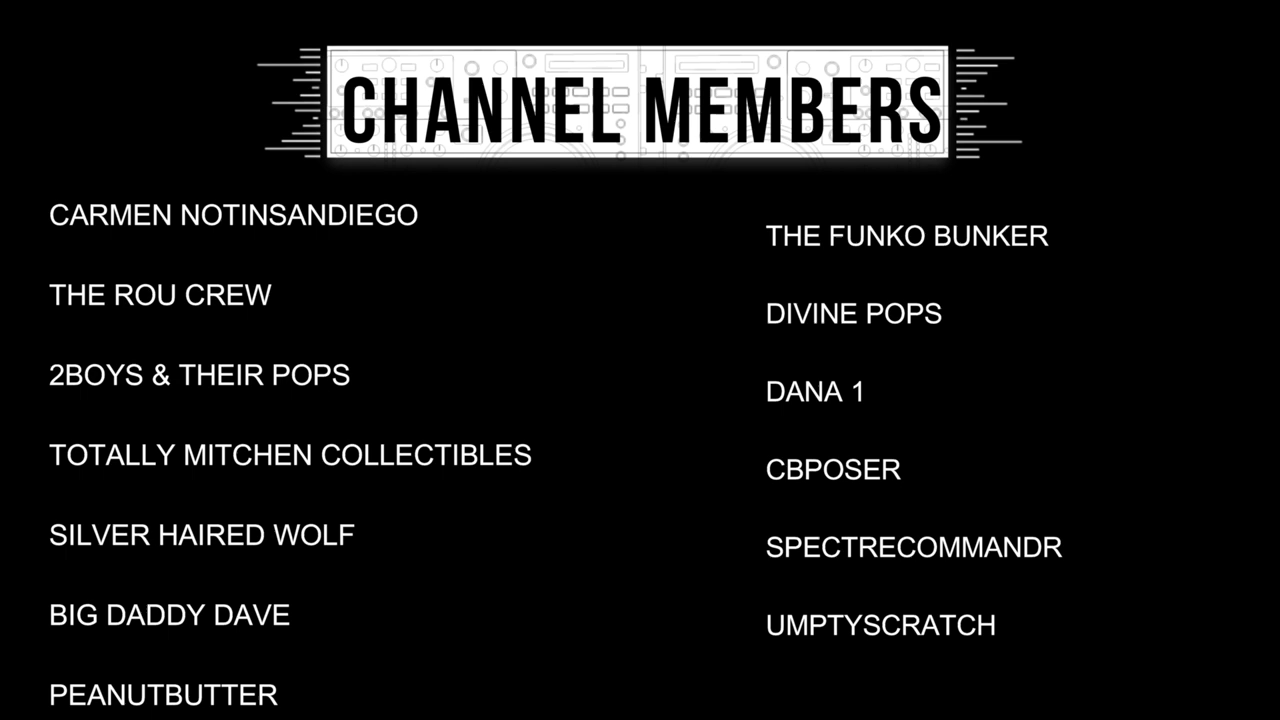 CHANNEL MEMBERS
CARMEN NOTINSANDIEGO
THE ROU CREW
2BOYS & THEIR POPS
TOTALLY MITCHEN COLLECTIBLES
SILVER HAIRED WOLF
BIG DADDY DAVE
PEANUTBUTTER
THE FUNKO BUNKER
DIVINE POPS
DANA 1
CBPOSER
SPECTRECOMMANDR
UMPTYSCRATCH